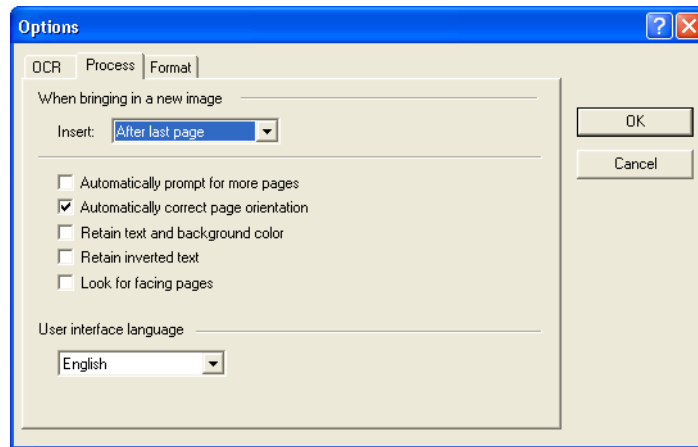 Options
OCR Process Format
When bringing in a new image
Insert: After last page
OK
Cancel
Automatically prompt for more pages
Automatically correct page orientation
Retain text and background color
Retain inverted text
Look for facing pages
User interface language
English